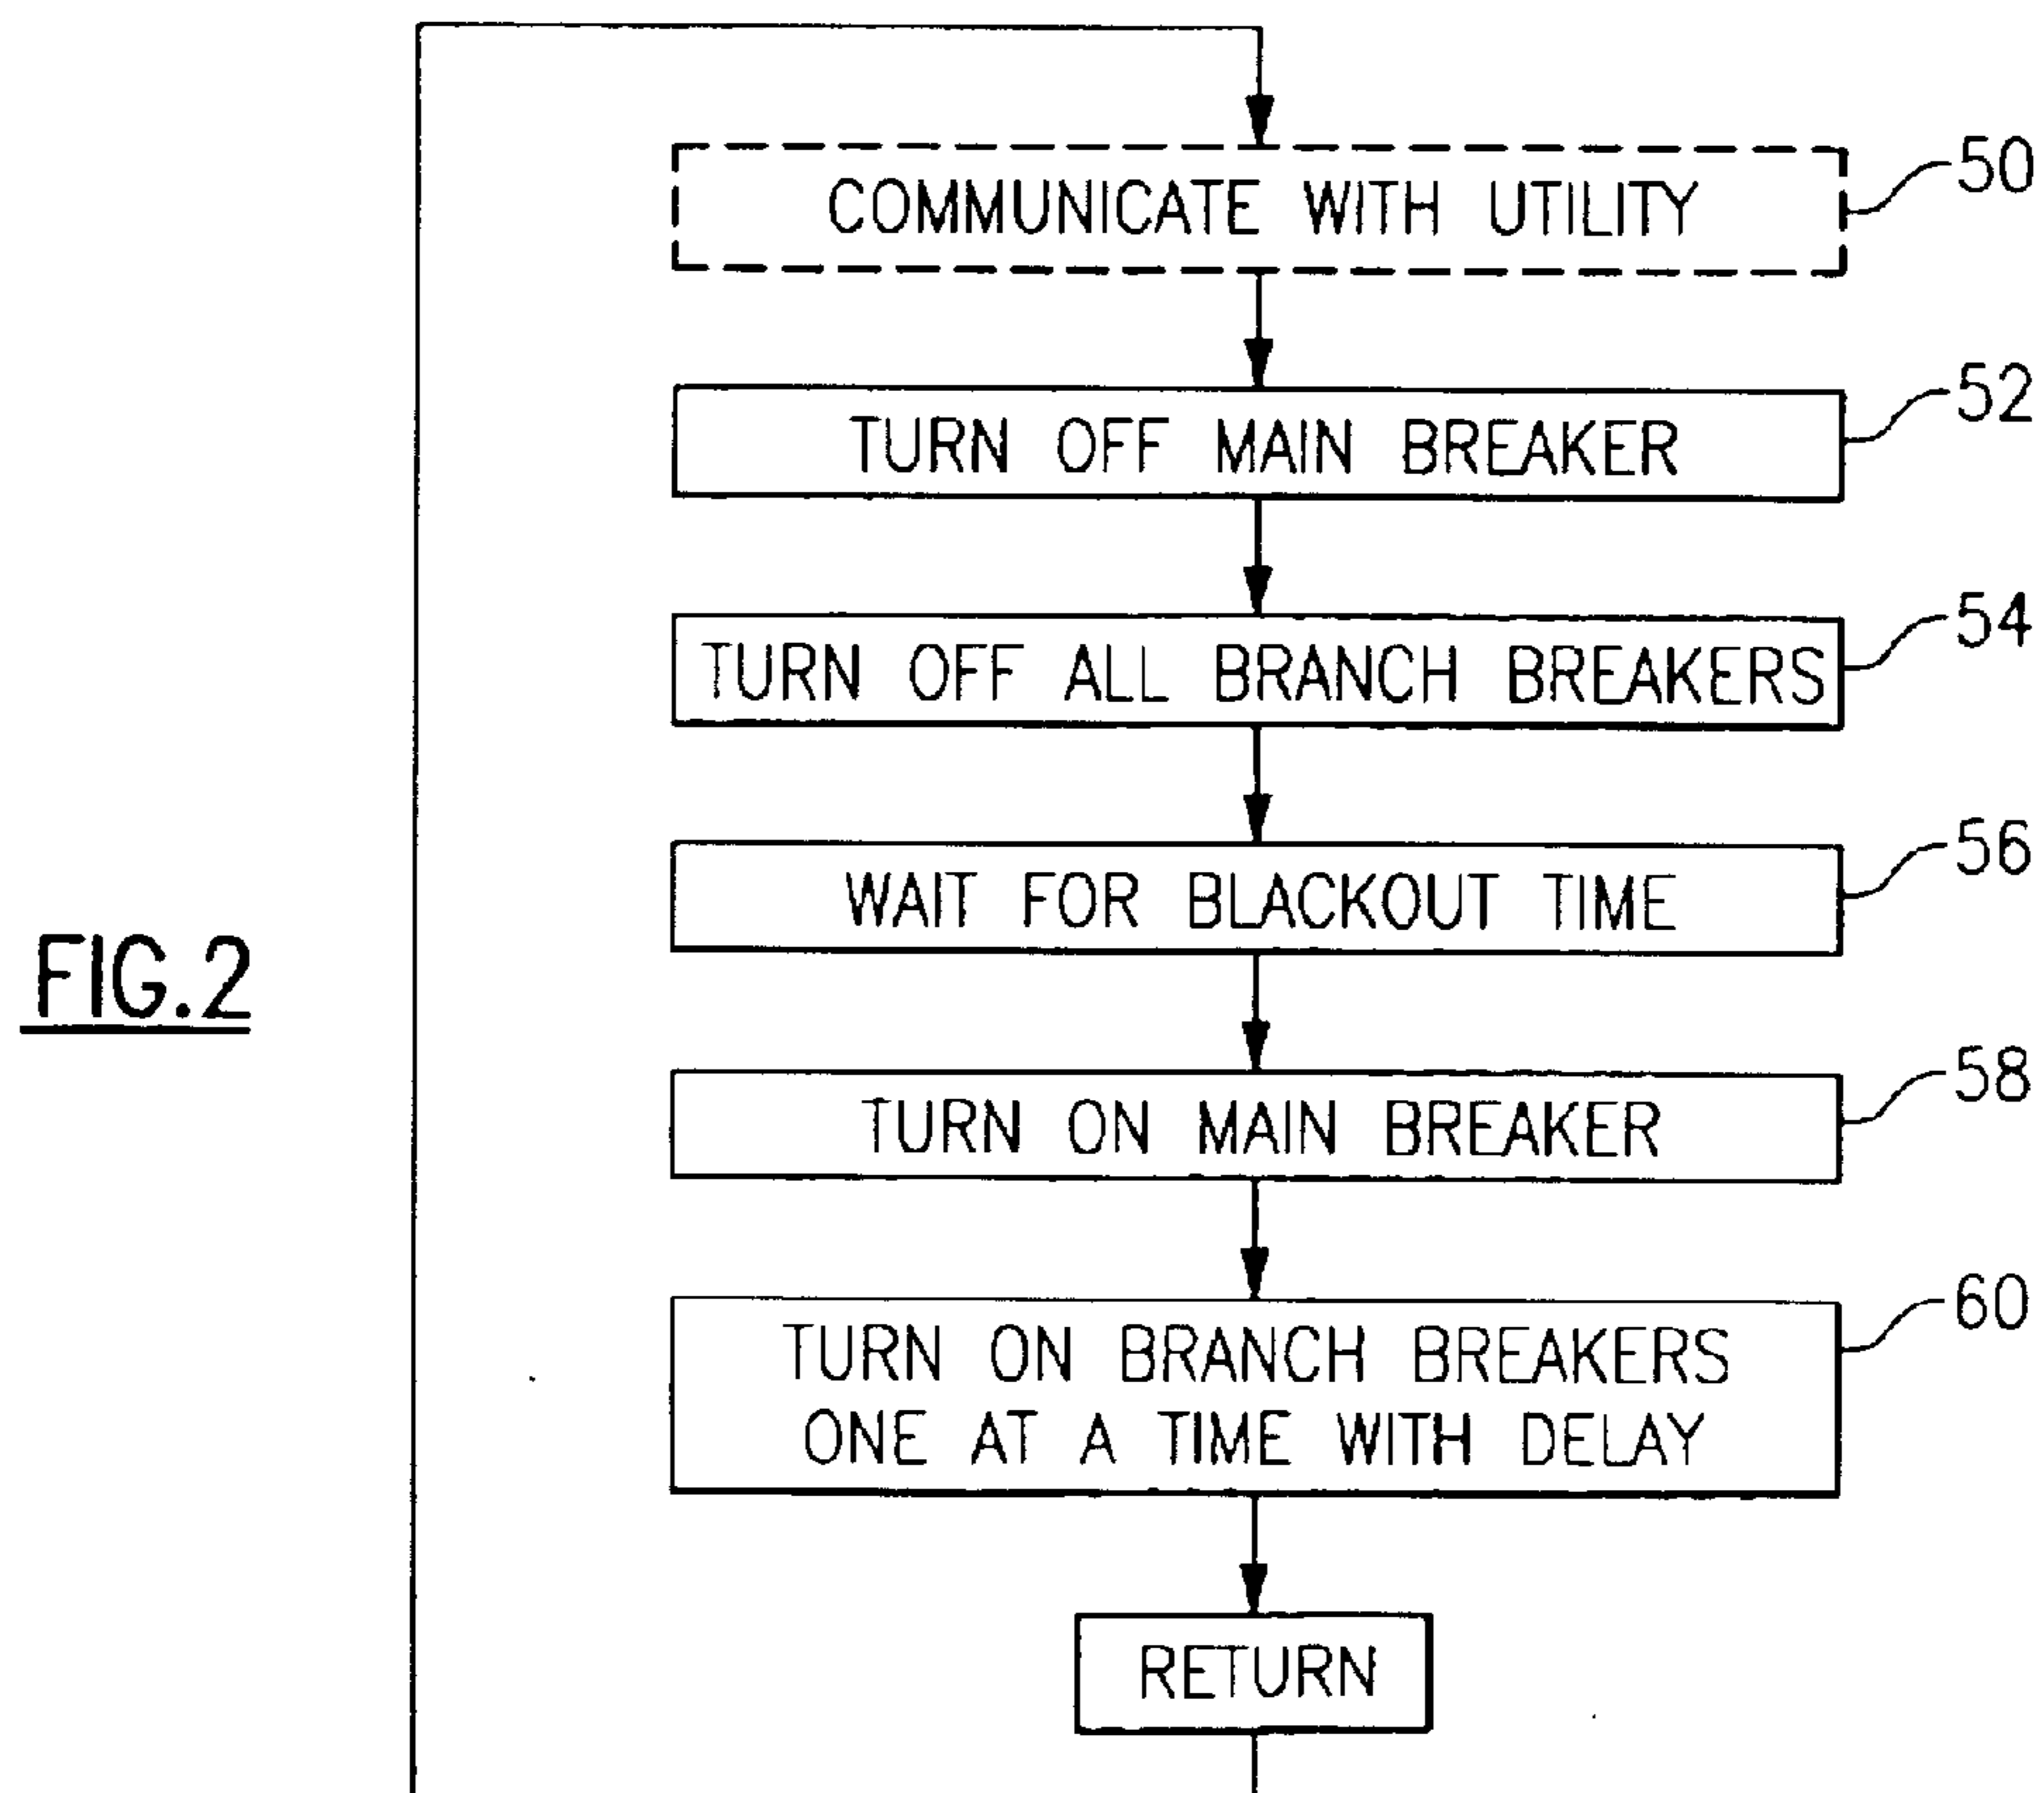 COMMUNICATE WITH UTILITY
50
TURN OFF MAIN BREAKER
52
TURN OFF ALL BRANCH BREAKERS
54
WAIT FOR BLACKOUT TIME
56
FIG.2
TURN ON MAIN BREAKER
58
TURN ON BRANCH BREAKERS
ONE AT A TIME WITH DELAY
60
RETURN